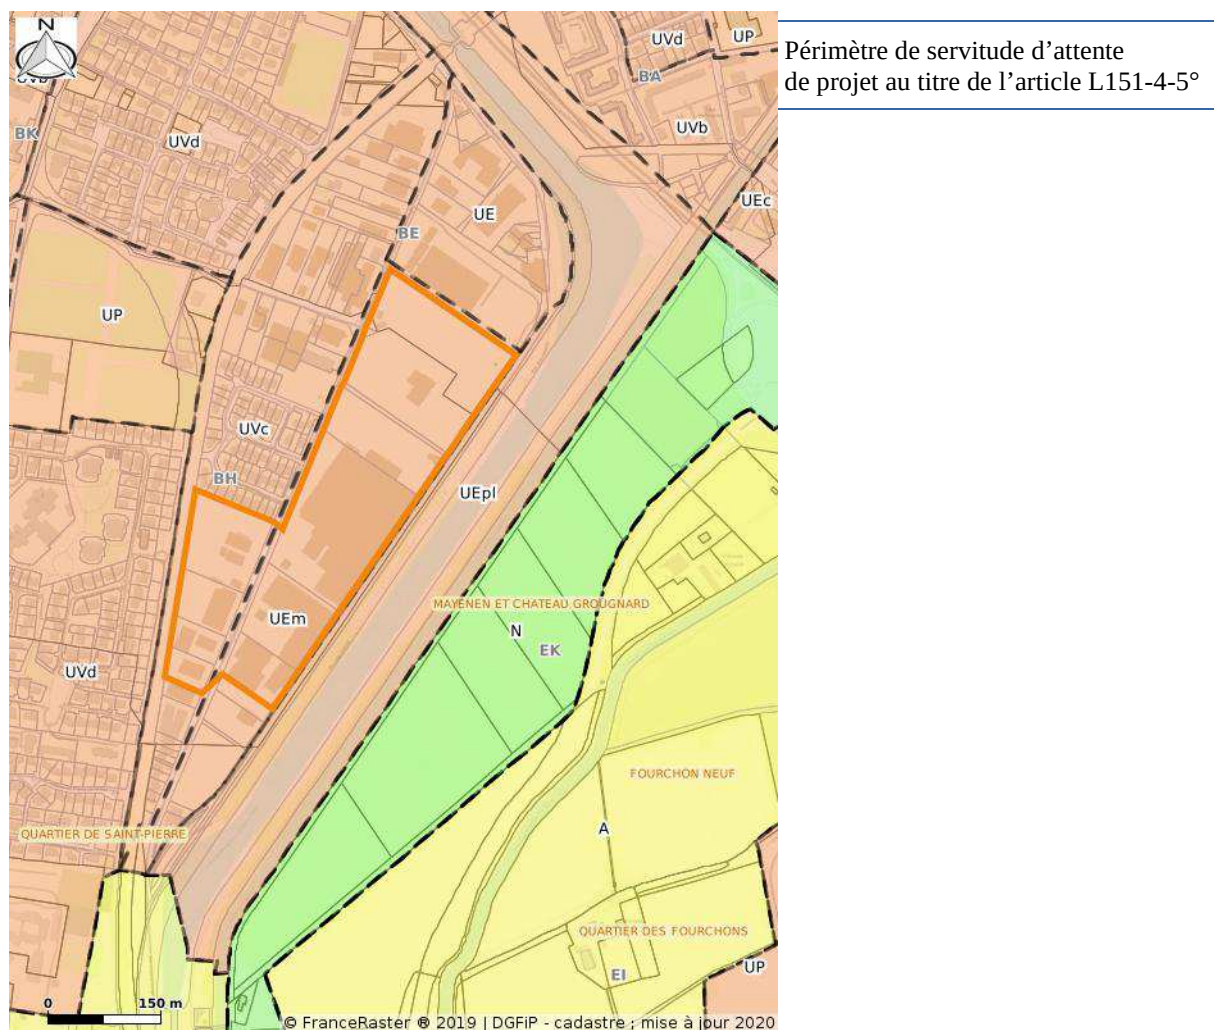 N
UVb
UVd
UP
BA
BK
UVd
UVb
UEc
UE
BE
UP
UVc
BH
UEpl
MAYENEN ET CHATEAU GROUGNARD
UEm
N
EK
UVd
FOURCHON NEUF
A
QUARTIER DE SAINT-PIERRE
QUARTIER DES FOURCHONS
EI
UP
0 150 m
© FranceRaster ® 2019 | DGFiP - cadastre ; mise à jour 2020
Périmètre de servitude d’attente
de projet au titre de l’article L151-4-5°